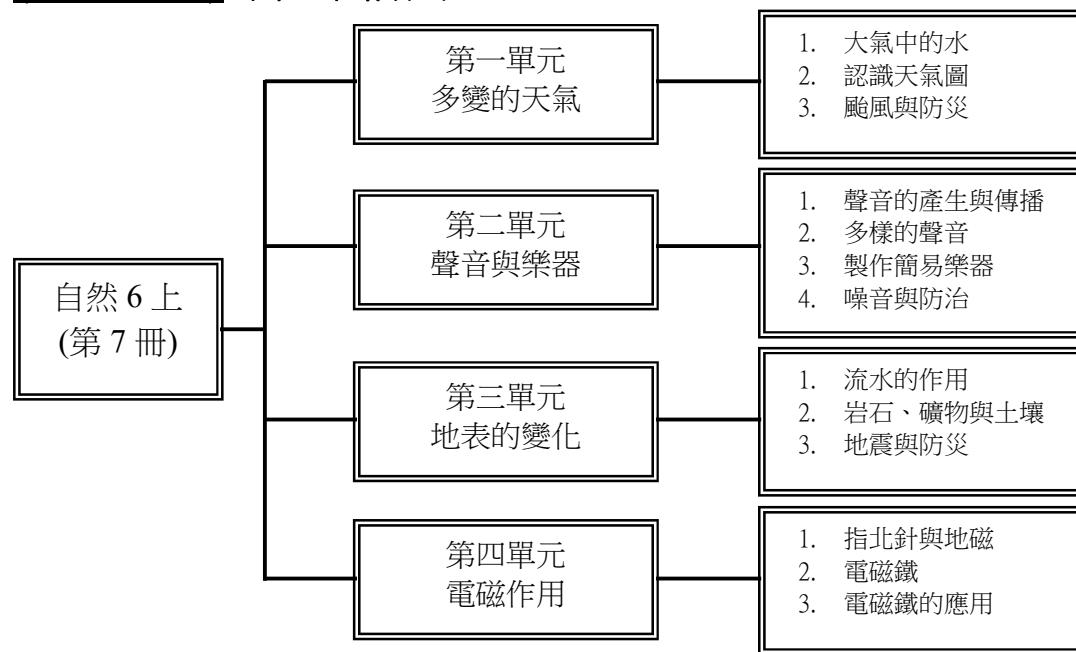 自然 6 上
(第 7 冊)
第一單元
多變的天氣
1. 大氣中的水
2. 認識天氣圖
3. 颱風與防災
第二單元
聲音與樂器
1. 聲音的產生與傳播
2. 多樣的聲音
3. 製作簡易樂器
4. 噪音與防治
第三單元
地表的變化
1. 流水的作用
2. 岩石、礦物與土壤
3. 地震與防災
第四單元
電磁作用
1. 指北針與地磁
2. 電磁鐵
3. 電磁鐵的應用